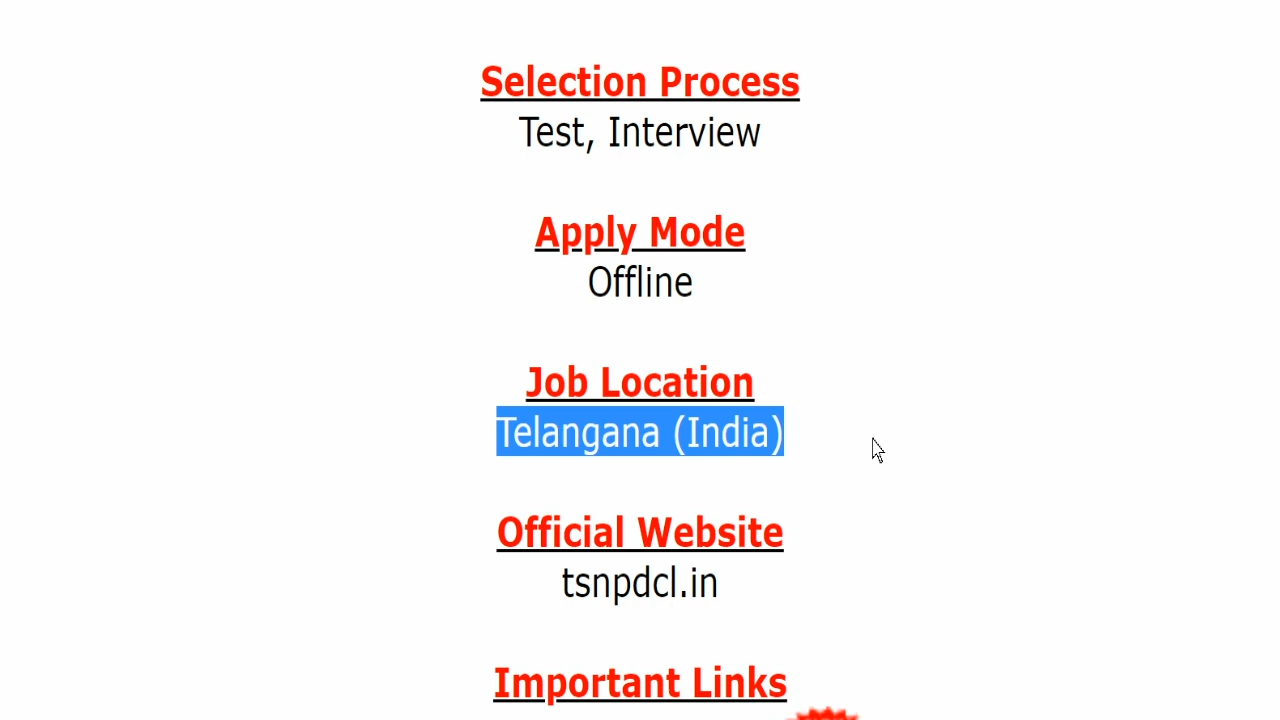 Selection Process
Test, Interview
Apply Mode
Offline
Job Location
Telangana (India)
Official Website
tsnpdcl.in
Important Links